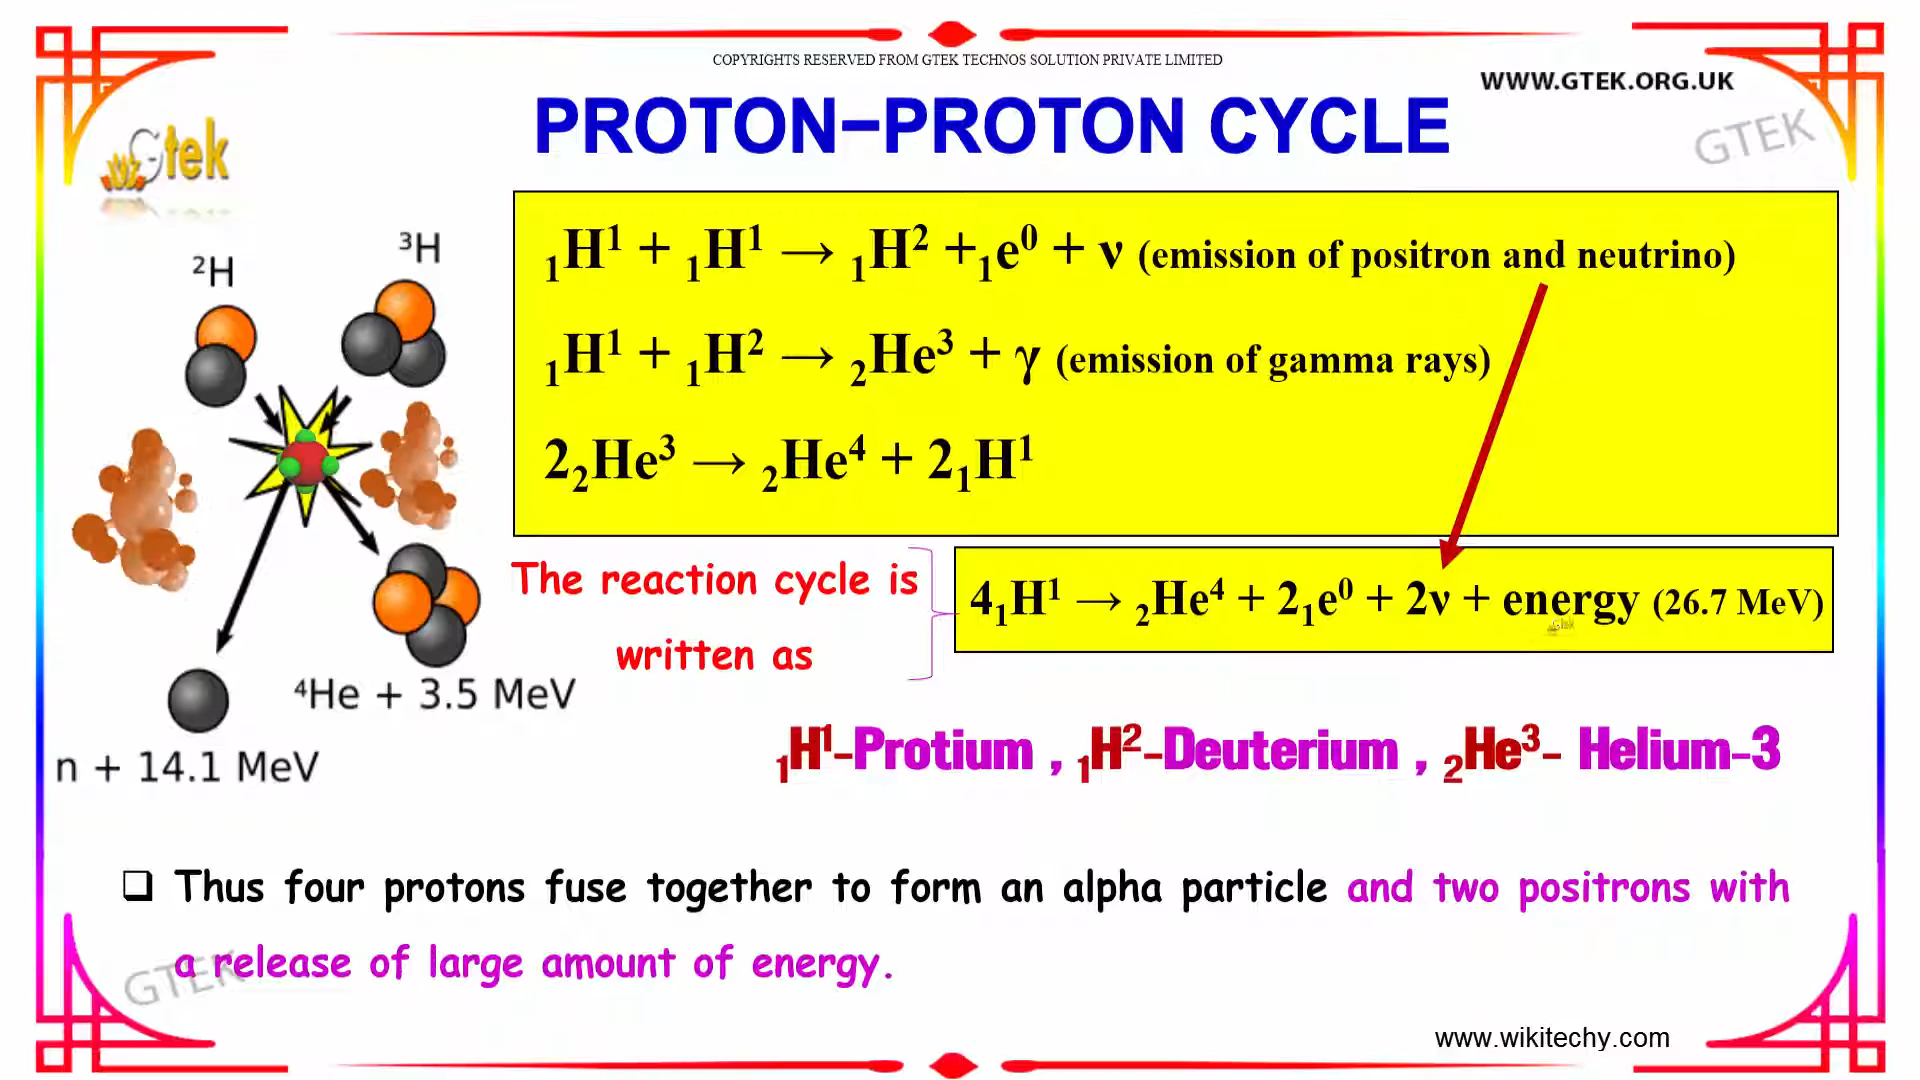 COPYRIGHTS RESERVED FROM GTEK TECHNOS SOLUTION PRIVATE LIMITED
WWW.GTEK.ORG.UK
PROTON–PROTON CYCLE
GTEK
Gtek
₁H¹ + ₁H¹ → ₁H² +₁e⁰ + ν (emission of positron and neutrino)
₁H¹ + ₁H² → ₂He³ + γ (emission of gamma rays)
2₂He³ → ₂He⁴ + 2₁H¹
²H
³H
The reaction cycle is
written as
4₁H¹ → ₂He⁴ + 2₁e⁰ + 2ν + energy (26.7 MeV)
Gtek
⁴He + 3.5 MeV
n + 14.1 MeV
₁H¹-Protium , ₁H²-Deuterium , ₂He³- Helium-3
❑ Thus four protons fuse together to form an alpha particle and two positrons with
a release of large amount of energy.
GTEK
www.wikitechy.com